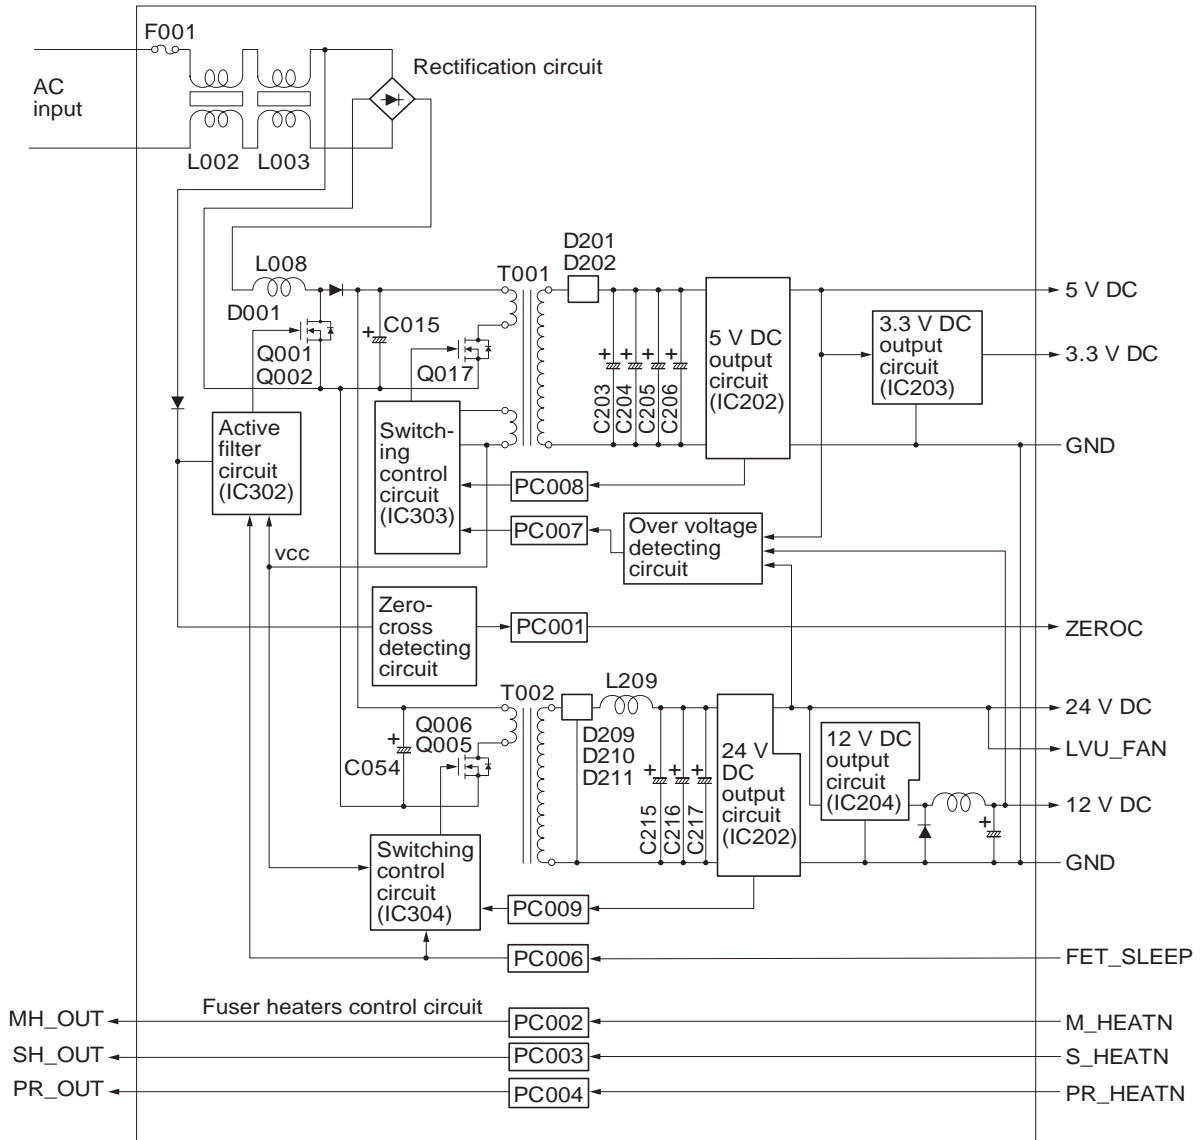 F001
Rectification circuit
AC
input
L002
L003
L008
T001
D201
D202
5 V DC
D001
C015
Q001
Q002
Q017
C203
C204
C205
C206
5 V DC
output
circuit
(IC202)
3.3 V DC
output
circuit
(IC203)
3.3 V DC
Active
filter
circuit
(IC302)
Switch-
ing
control
circuit
(IC303)
GND
PC008
PC007
Over voltage
detecting
circuit
vcc
Zero-
cross
detecting
circuit
PC001
ZEROC
T002
L209
Q006
Q005
C054
D209
D210
D211
C215
C216
C217
24 V
DC
output
circuit
(IC202)
24 V DC
LVU_FAN
12 V DC
output
circuit
(IC204)
12 V DC
GND
Switching
control
circuit
(IC304)
PC009
PC006
FET_SLEEP
Fuser heaters control circuit
MH_OUT
PC002
M_HEATN
SH_OUT
PC003
S_HEATN
PR_OUT
PC004
PR_HEATN